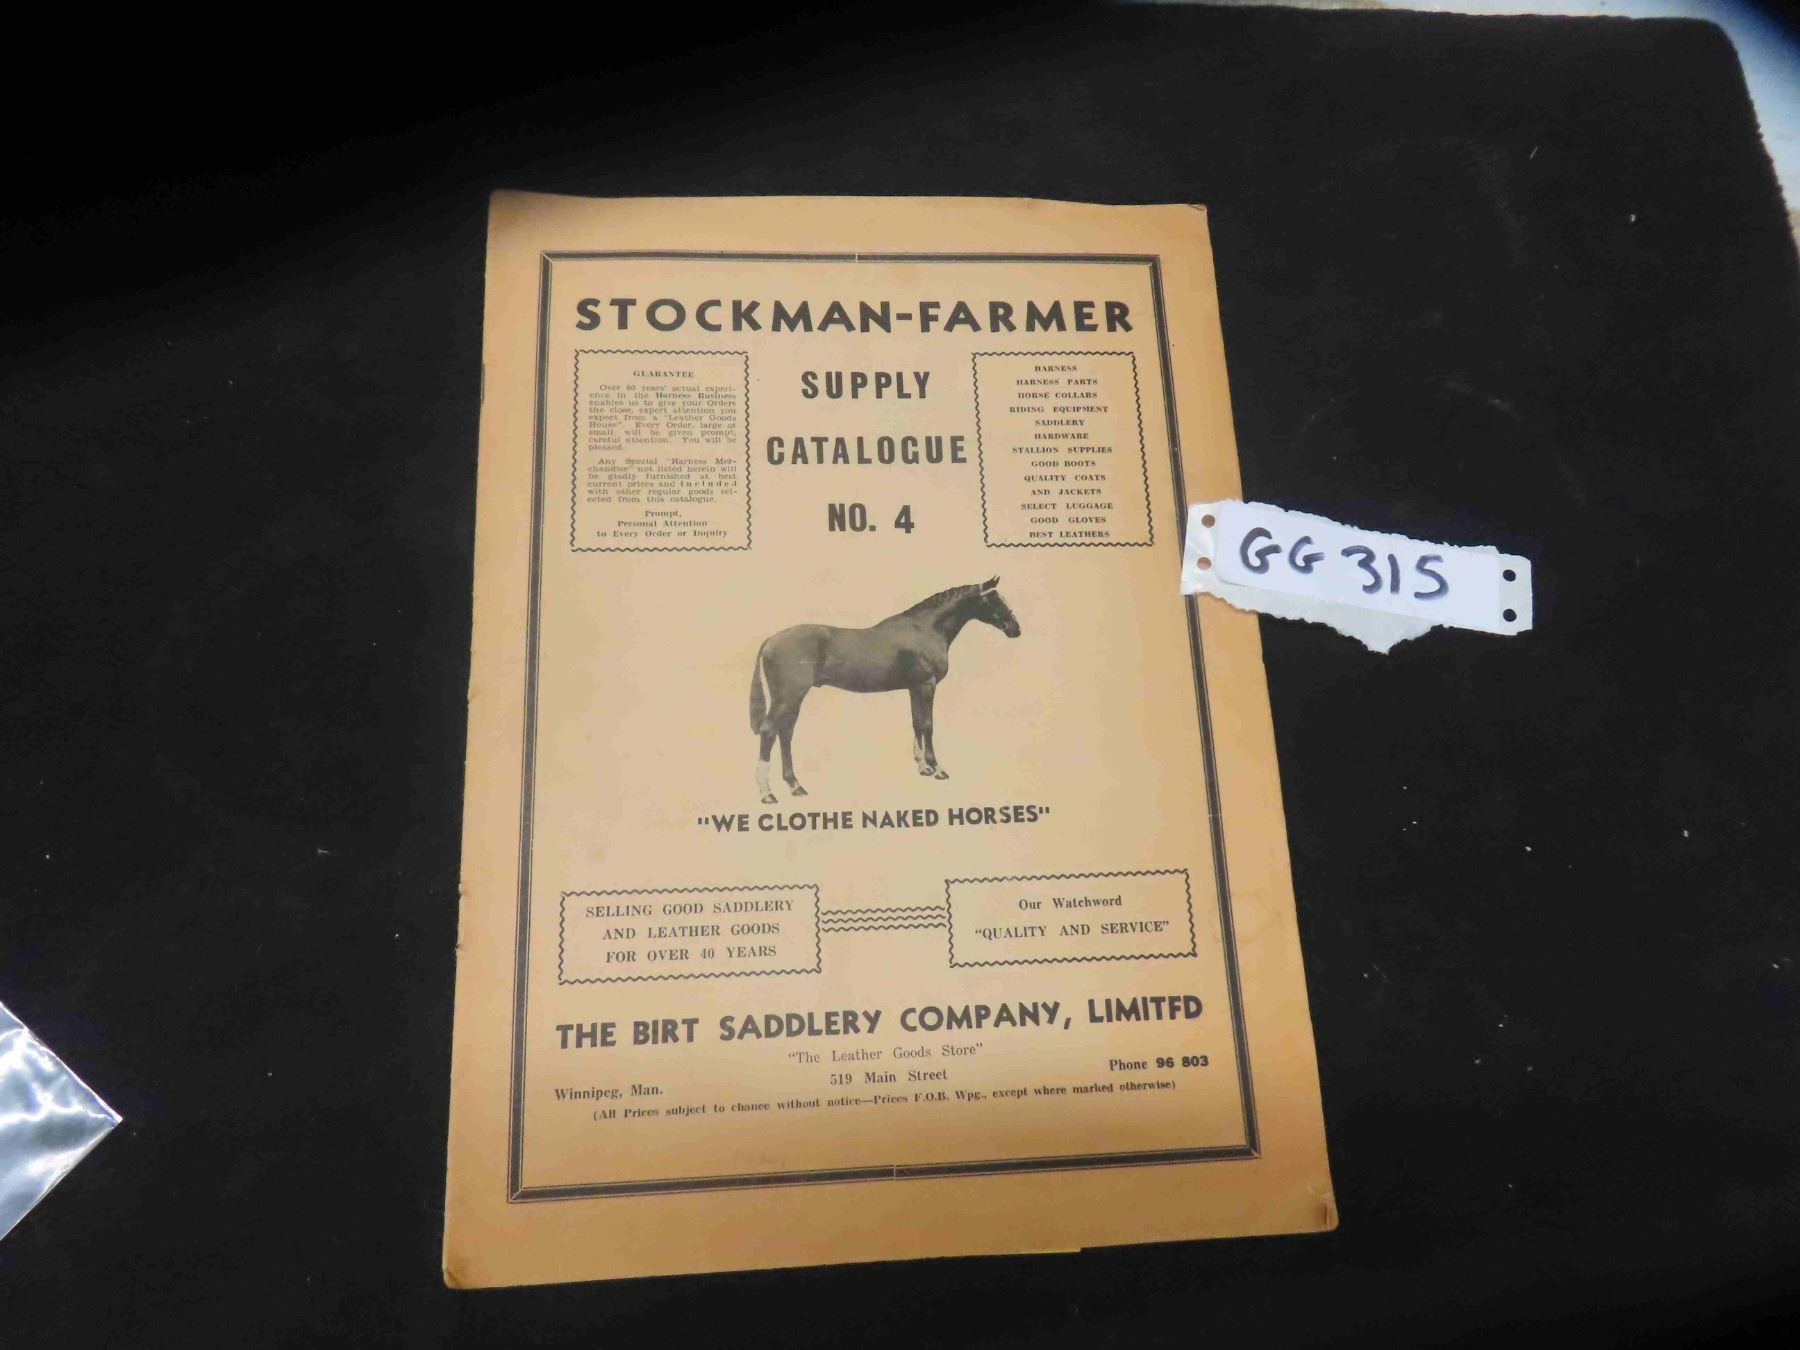 STOCKMAN-FARMER
GUARANTEE
Over 40 years' actual experi-
ence in the Harness Business
enables us to give your Orders
the close, expert attention you
expect from a "Leather Goods
House". Every Order, large or
small, will be given prompt,
careful attention. You will be
pleased.
Any Special "Harness Mer-
chandise" not listed herein will
be gladly furnished at best
current prices and Included
with other regular goods sel-
ected from this catalogue.
Prompt,
Personal Attention
to Every Order or Inquiry
SUPPLY
CATALOGUE
NO. 4
HARNESS
HARNESS PARTS
HORSE COLLARS
RIDING EQUIPMENT
SADDLERY
HARDWARE
STALLION SUPPLIES
GOOD BOOTS
QUALITY COATS
AND JACKETS
SELECT LUGGAGE
GOOD GLOVES
BEST LEATHERS
GG 315
"WE CLOTHE NAKED HORSES"
SELLING GOOD SADDLERY
AND LEATHER GOODS
FOR OVER 40 YEARS
Our Watchword
"QUALITY AND SERVICE"
THE BIRT SADDLERY COMPANY, LIMITFD
"The Leather Goods Store"
Winnipeg, Man.
519 Main Street
Phone 96 803
(All Prices subject to chance without notice—Prices F.O.B. Wpg., except where marked otherwise)